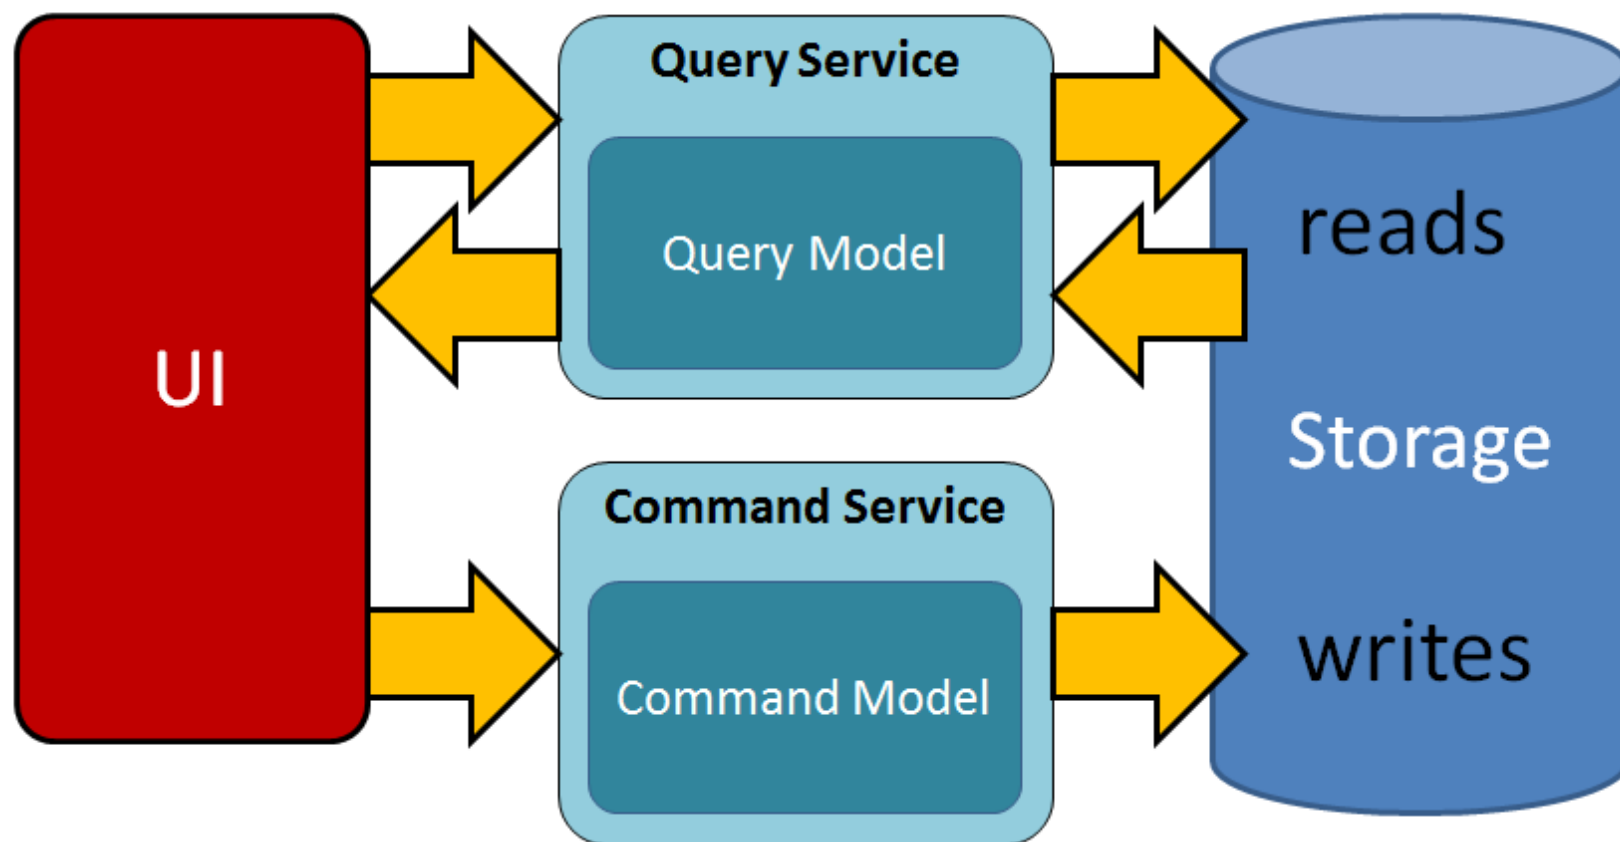 UI
Query Service
Query Model
Command Service
Command Model
reads
Storage
writes